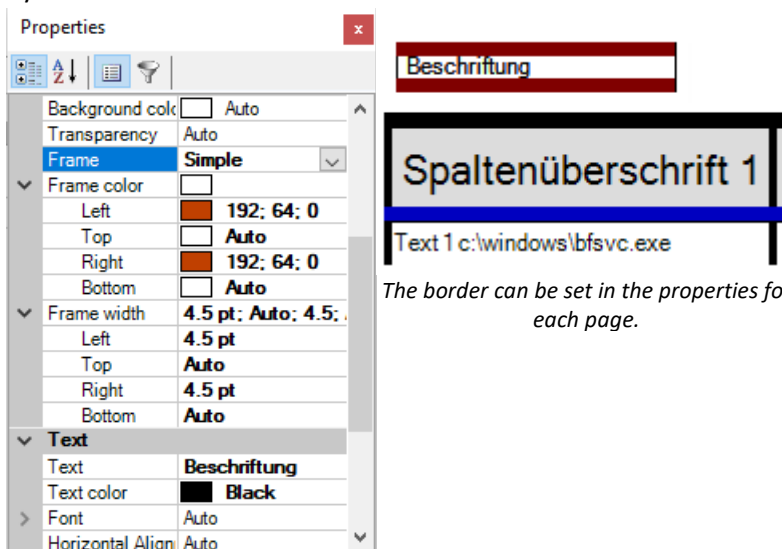 Properties
x
A
Z
Background colo Auto
Transparency Auto
Frame Simple
Frame color
Left 192; 64; 0
Top Auto
Right 192; 64; 0
Bottom Auto
Frame width 4.5 pt; Auto; 4.5;
Left 4.5 pt
Top Auto
Right 4.5 pt
Bottom Auto
Text
Text Beschriftung
Text color Black
Font Auto
Horizontal Align Auto
Beschriftung
Spaltenüberschrift 1
Text 1 c:\windows\bfsvc.exe
The border can be set in the properties fo
each page.